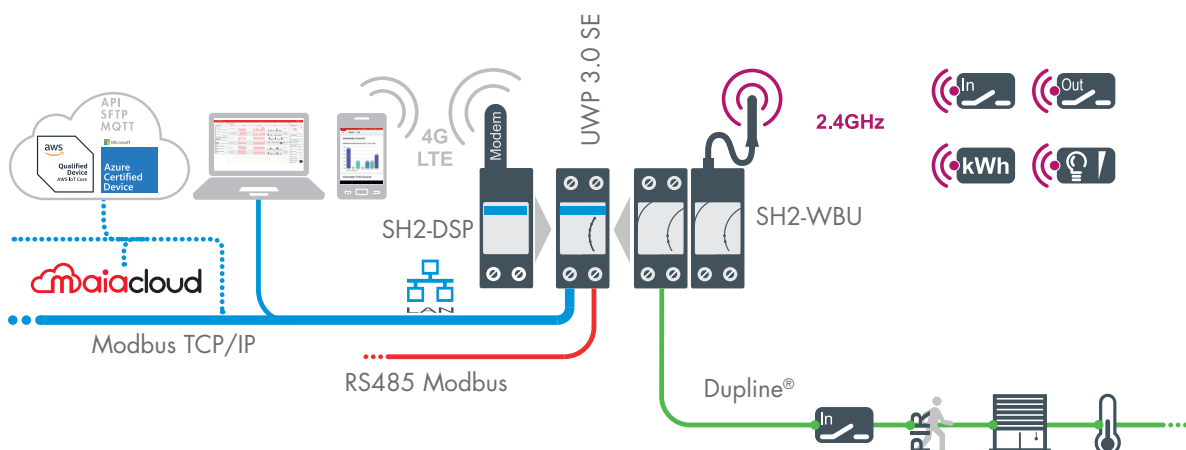 API
SFTP
MQTT
aws
Qualified
Device
AWS IoT Core
Microsoft
Azure
Certified
Device
4G
LTE
Modem
UWP 3.0 SE
2.4GHz
In
Out
kWh
SH2-DSP
SH2-WBU
maiacloud
LAN
Modbus TCP/IP
RS485 Modbus
Dupline®
In
PIR